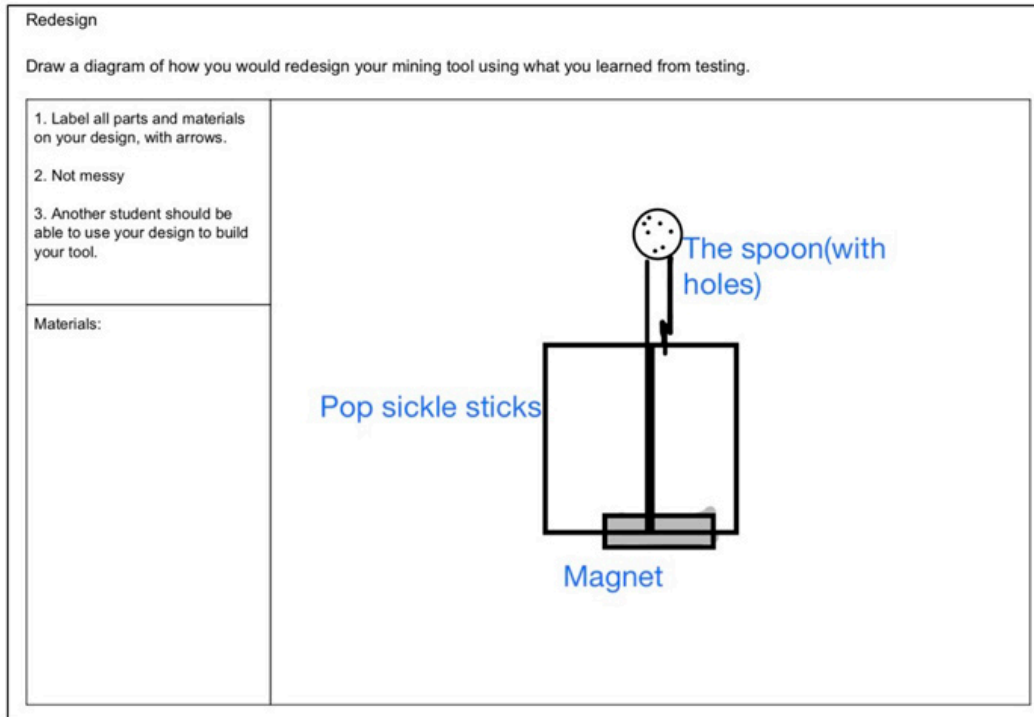 Redesign
Draw a diagram of how you would redesign your mining tool using what you learned from testing.
1. Label all parts and materials
on your design, with arrows.
2. Not messy
3. Another student should be
able to use your design to build
your tool.
Materials:
The spoon(with
holes)
Pop sickle sticks
Magnet